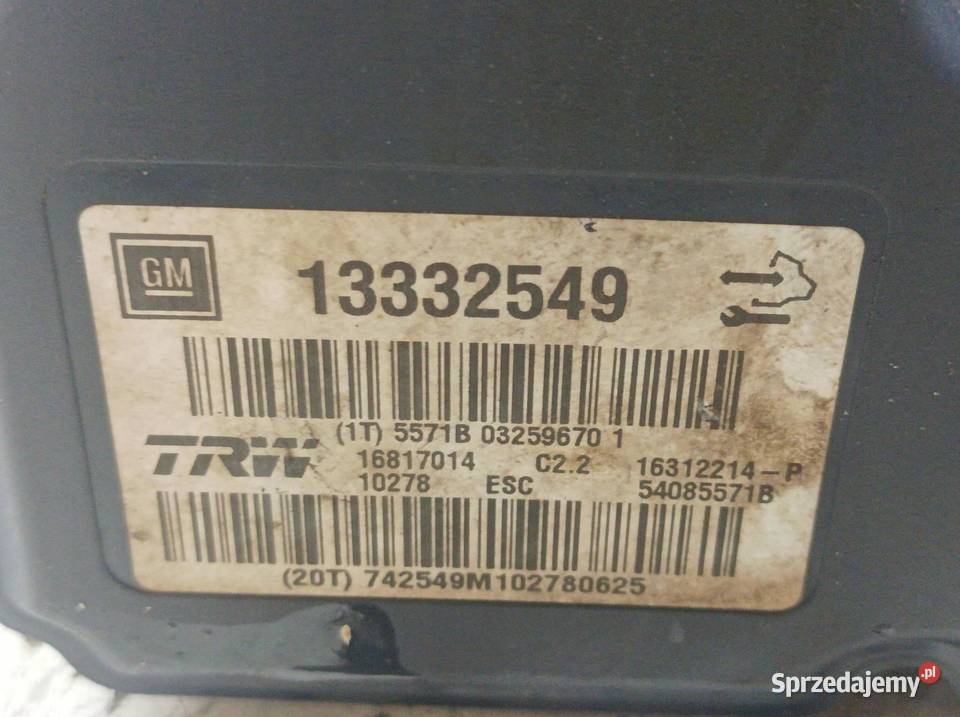 GM 13332549
(1T) 5571B 03259670 1
TRW 16817014 C2.2 16312214-P
10278 ESC 54085571B
(20T) 742549M102780625
Sprzedajemy.pl